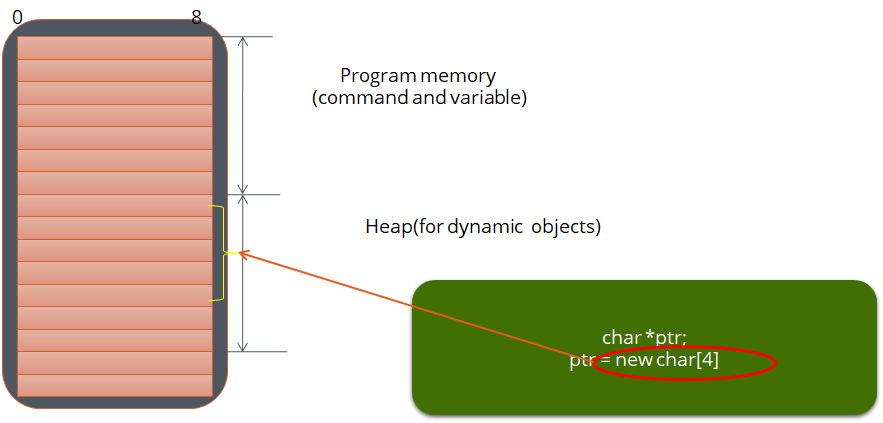 0 8
Program memory
(command and variable)
Heap(for dynamic objects)
char *ptr;
ptr = new char[4]